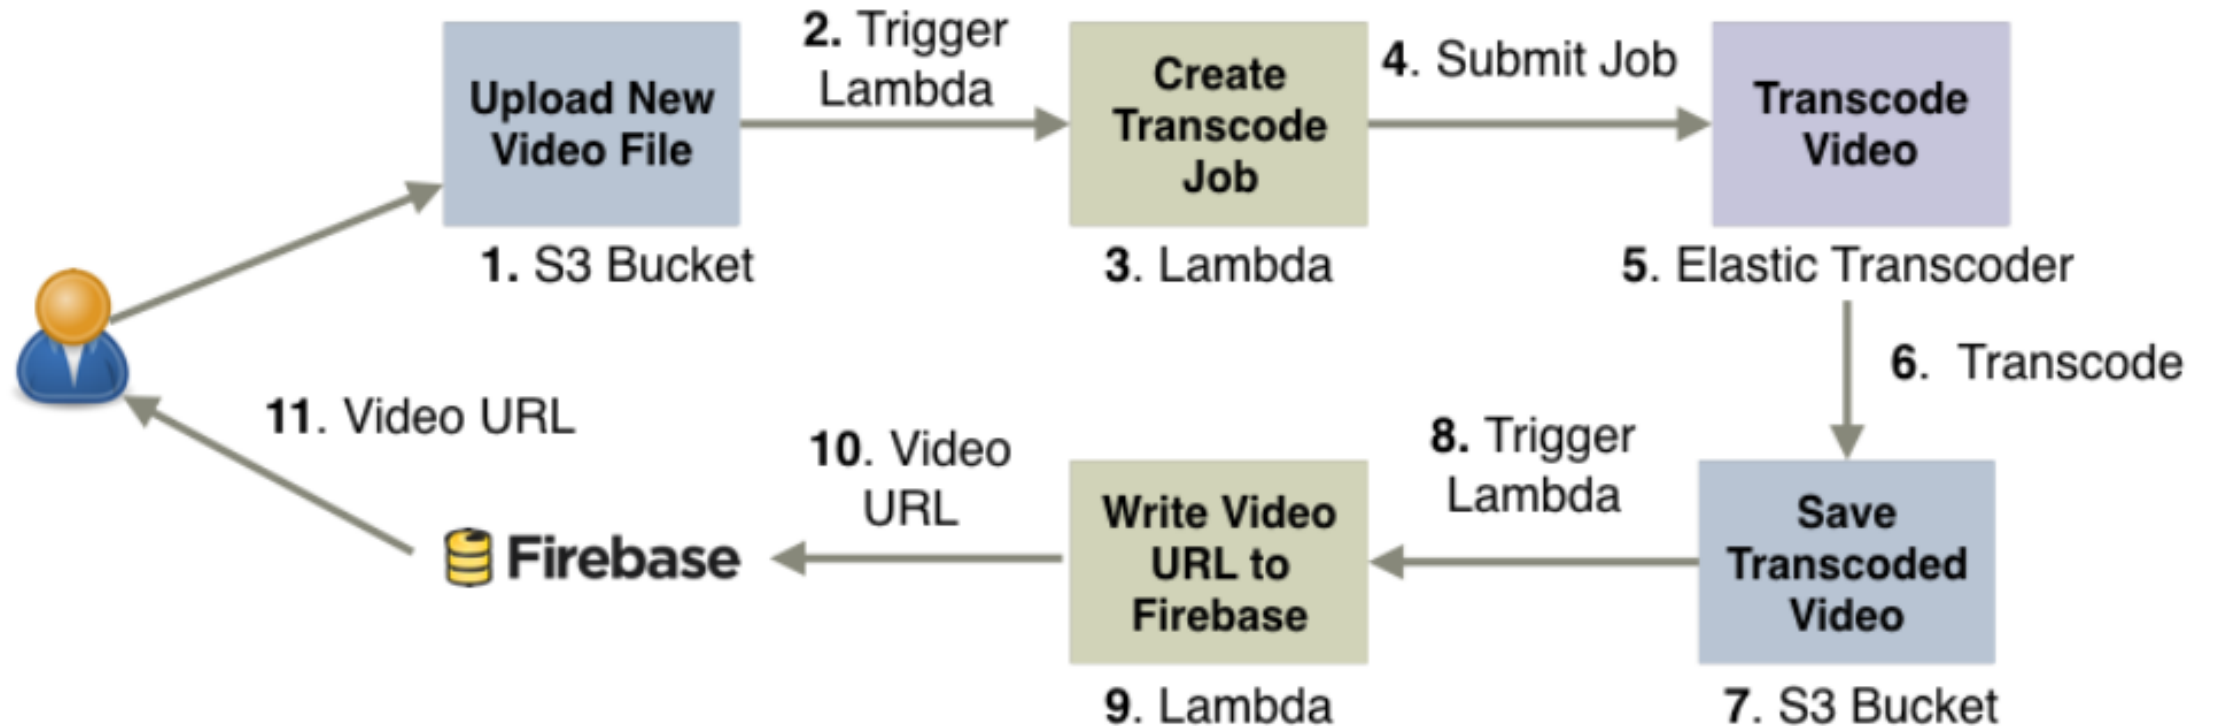 Upload New
Video File
1. S3 Bucket
2. Trigger
Lambda
Create
Transcode
Job
3. Lambda
4. Submit Job
Transcode
Video
5. Elastic Transcoder
6. Transcode
Save
Transcoded
Video
7. S3 Bucket
8. Trigger
Lambda
Write Video
URL to
Firebase
9. Lambda
10. Video
URL
Firebase
11. Video URL